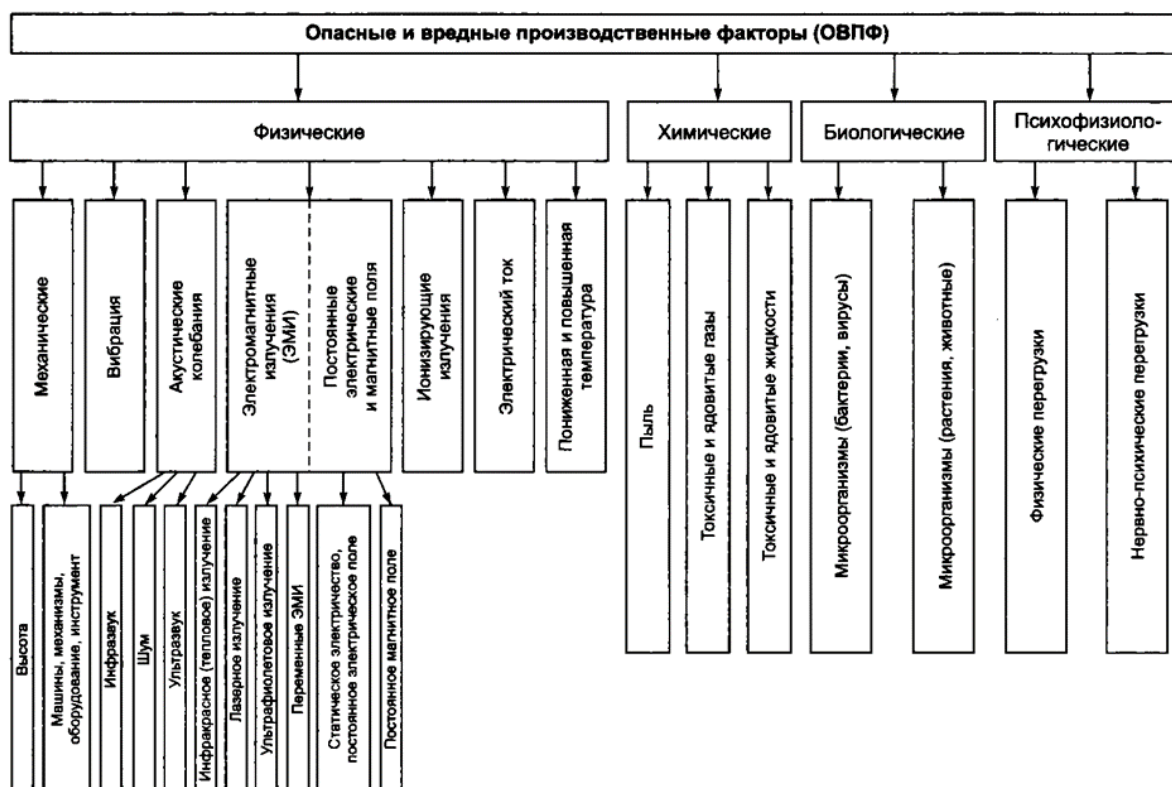 Опасные и вредные производственные факторы (ОВПФ)
Физические
Химические
Биологические
Психофизиоло-
гические
Механические
Вибрация
Акустические
колебания
Электромагнитные
излучения
(ЭМИ)
Постоянные
электрические
и магнитные поля
Ионизирующие
излучения
Электрический ток
Пониженная и повышенная
температура
Пыль
Токсичные и ядовитые газы
Токсичные и ядовитые жидкости
Микроорганизмы (бактерии, вирусы)
Микроорганизмы (растения, животные)
Физические перегрузки
Нервно-психические перегрузки
Высота
Машины, механизмы,
оборудование, инструмент
Инфразвук
Шум
Ультразвук
Инфракрасное (тепловое) излучение
Лазерное излучение
Ультрафиолетовое излучение
Переменные ЭМИ
Статическое электричество,
постоянное электрическое поле
Постоянное магнитное поле